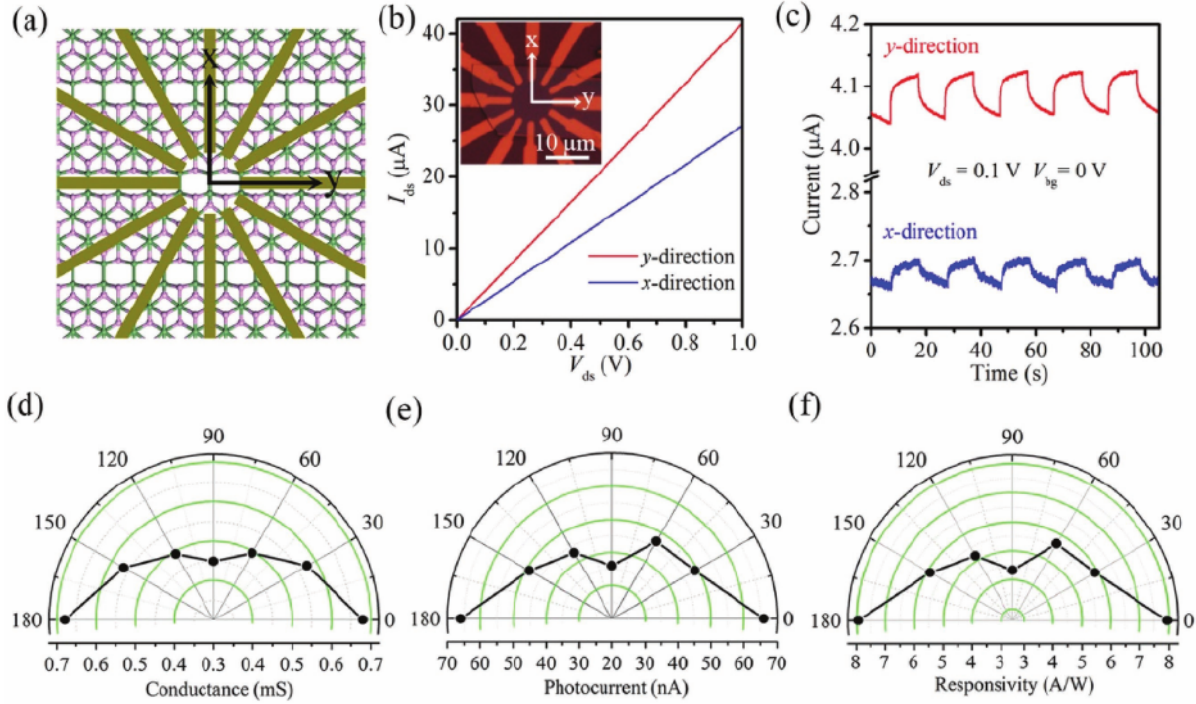 (a)
x
y
(b)
I_ds (μA)
40
30
20
10
0
x
y
10 μm
y-direction
x-direction
0.0 0.2 0.4 0.6 0.8 1.0
V_ds (V)
(c)
Current (μA)
4.2
4.1
4.0
2.8
2.7
2.6
y-direction
V_ds = 0.1 V V_bg = 0 V
x-direction
0 20 40 60 80 100
Time (s)
(d)
90
120 60
150 30
180 0
0.7 0.6 0.5 0.4 0.3 0.4 0.5 0.6 0.7
Conductance (mS)
(e)
90
120 60
150 30
180 0
70 60 50 40 30 20 30 40 50 60 70
Photocurrent (nA)
(f)
90
120 60
150 30
180 0
8 7 6 5 4 3 3 4 5 6 7 8
Responsivity (A/W)